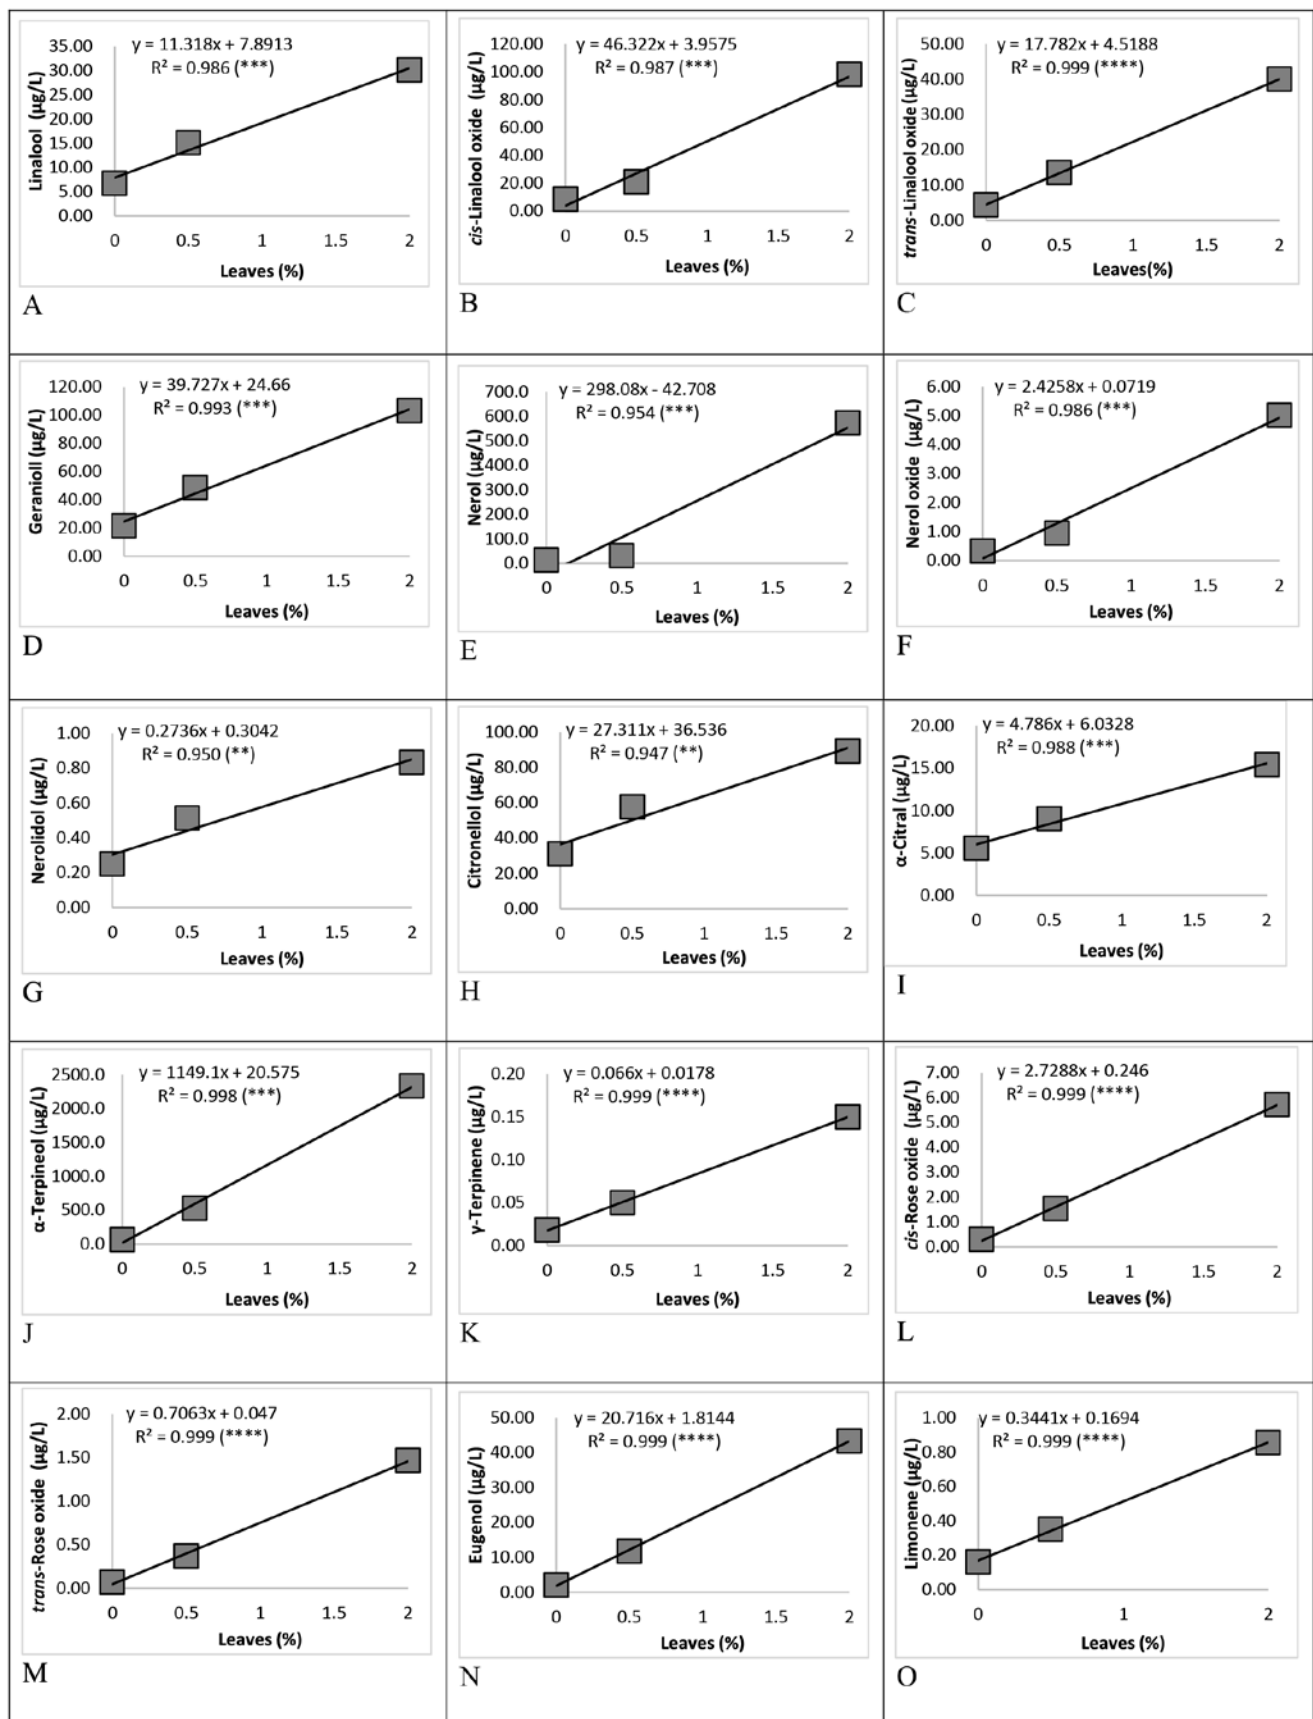 y = 11.318x + 7.8913
R² = 0.986 (***)
Linalool (µg/L)
35.00
30.00
25.00
20.00
15.00
10.00
5.00
0.00
0 0.5 1 1.5 2
Leaves (%)
A
y = 46.322x + 3.9575
R² = 0.987 (***)
cis-Linalool oxide (µg/L)
120.00
100.00
80.00
60.00
40.00
20.00
0.00
0 0.5 1 1.5 2
Leaves (%)
B
y = 17.782x + 4.5188
R² = 0.999 (****)
trans-Linalool oxide (µg/L)
50.00
40.00
30.00
20.00
10.00
0.00
0 0.5 1 1.5 2
Leaves(%)
C
y = 39.727x + 24.66
R² = 0.993 (***)
Geranioll (µg/L)
120.00
100.00
80.00
60.00
40.00
20.00
0.00
0 0.5 1 1.5 2
Leaves (%)
D
y = 298.08x - 42.708
R² = 0.954 (***)
Nerol (µg/L)
700.0
600.0
500.0
400.0
300.0
200.0
100.0
0.0
0 0.5 1 1.5 2
Leaves (%)
E
y = 2.4258x + 0.0719
R² = 0.986 (***)
Nerol oxide (µg/L)
6.00
5.00
4.00
3.00
2.00
1.00
0.00
0 0.5 1 1.5 2
Leaves (%)
F
y = 0.2736x + 0.3042
R² = 0.950 (**)
Nerolidol (µg/L)
1.00
0.80
0.60
0.40
0.20
0.00
0 0.5 1 1.5 2
Leaves (%)
G
y = 27.311x + 36.536
R² = 0.947 (**)
Citronellol (µg/L)
100.00
80.00
60.00
40.00
20.00
0.00
0 0.5 1 1.5 2
Leaves (%)
H
y = 4.786x + 6.0328
R² = 0.988 (***)
α-Citral (µg/L)
20.00
15.00
10.00
5.00
0.00
0 0.5 1 1.5 2
Leaves (%)
I
y = 1149.1x + 20.575
R² = 0.998 (***)
α-Terpineol (µg/L)
2500.0
2000.0
1500.0
1000.0
500.0
0.0
0 0.5 1 1.5 2
Leaves (%)
J
y = 0.066x + 0.0178
R² = 0.999 (****)
γ-Terpinene (µg/L)
0.20
0.15
0.10
0.05
0.00
0 0.5 1 1.5 2
Leaves (%)
K
y = 2.7288x + 0.246
R² = 0.999 (****)
cis-Rose oxide (µg/L)
7.00
6.00
5.00
4.00
3.00
2.00
1.00
0.00
0 0.5 1 1.5 2
Leaves (%)
L
y = 0.7063x + 0.047
R² = 0.999 (****)
trans-Rose oxide (µg/L)
2.00
1.50
1.00
0.50
0.00
0 0.5 1 1.5 2
Leaves (%)
M
y = 20.716x + 1.8144
R² = 0.999 (****)
Eugenol (µg/L)
50.00
40.00
30.00
20.00
10.00
0.00
0 0.5 1 1.5 2
Leaves (%)
N
y = 0.3441x + 0.1694
R² = 0.999 (****)
Limonene (µg/L)
1.00
0.80
0.60
0.40
0.20
0.00
0 1 2
Leaves (%)
O